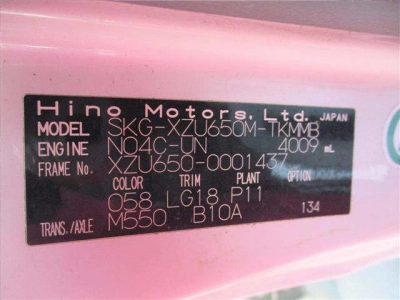 Hino Motors, Ltd. JAPAN
MODEL SKG-XZU650M-TKMMB
ENGINE N04C-UN 4009 mL
FRAME No. XZU650-0001437
COLOR TRIM PLANT OPTION
058 LG18 P11
TRANS./AXLE M550 B10A 134